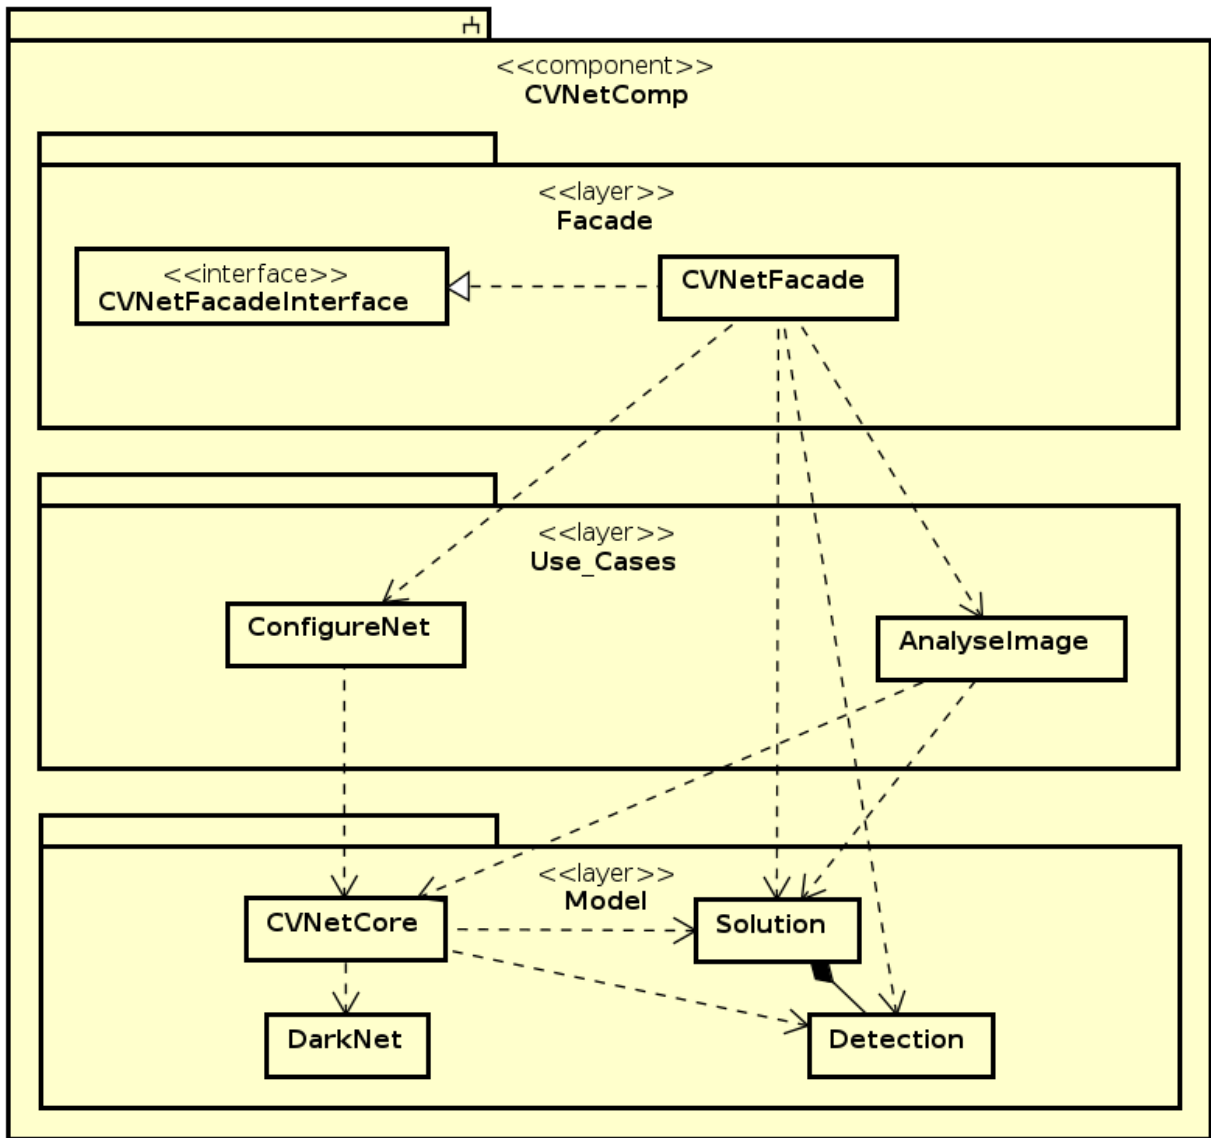 <<component>>
CVNetComp
<<layer>>
Facade
<<interface>>
CVNetFacadeInterface
CVNetFacade
<<layer>>
Use_Cases
ConfigureNet
AnalyseImage
<<layer>>
Model
CVNetCore
Solution
DarkNet
Detection